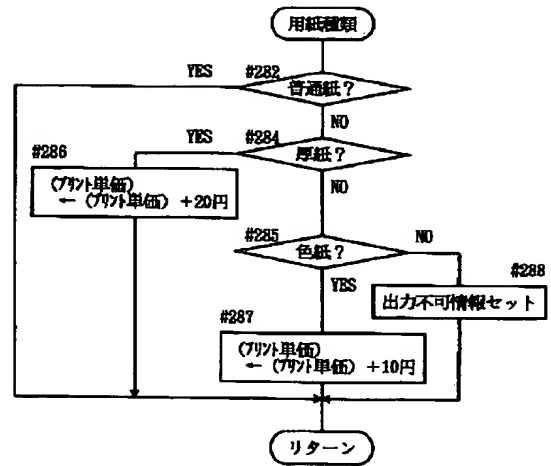 用紙種類
YES
#282
普通紙?
NO
YES
#284
厚紙?
NO
#286
(プリント単価)
← (プリント単価) +20円
#285
色紙?
NO
YES
#288
出力不可情報セット
#287
(プリント単価)
← (プリント単価) +10円
リターン